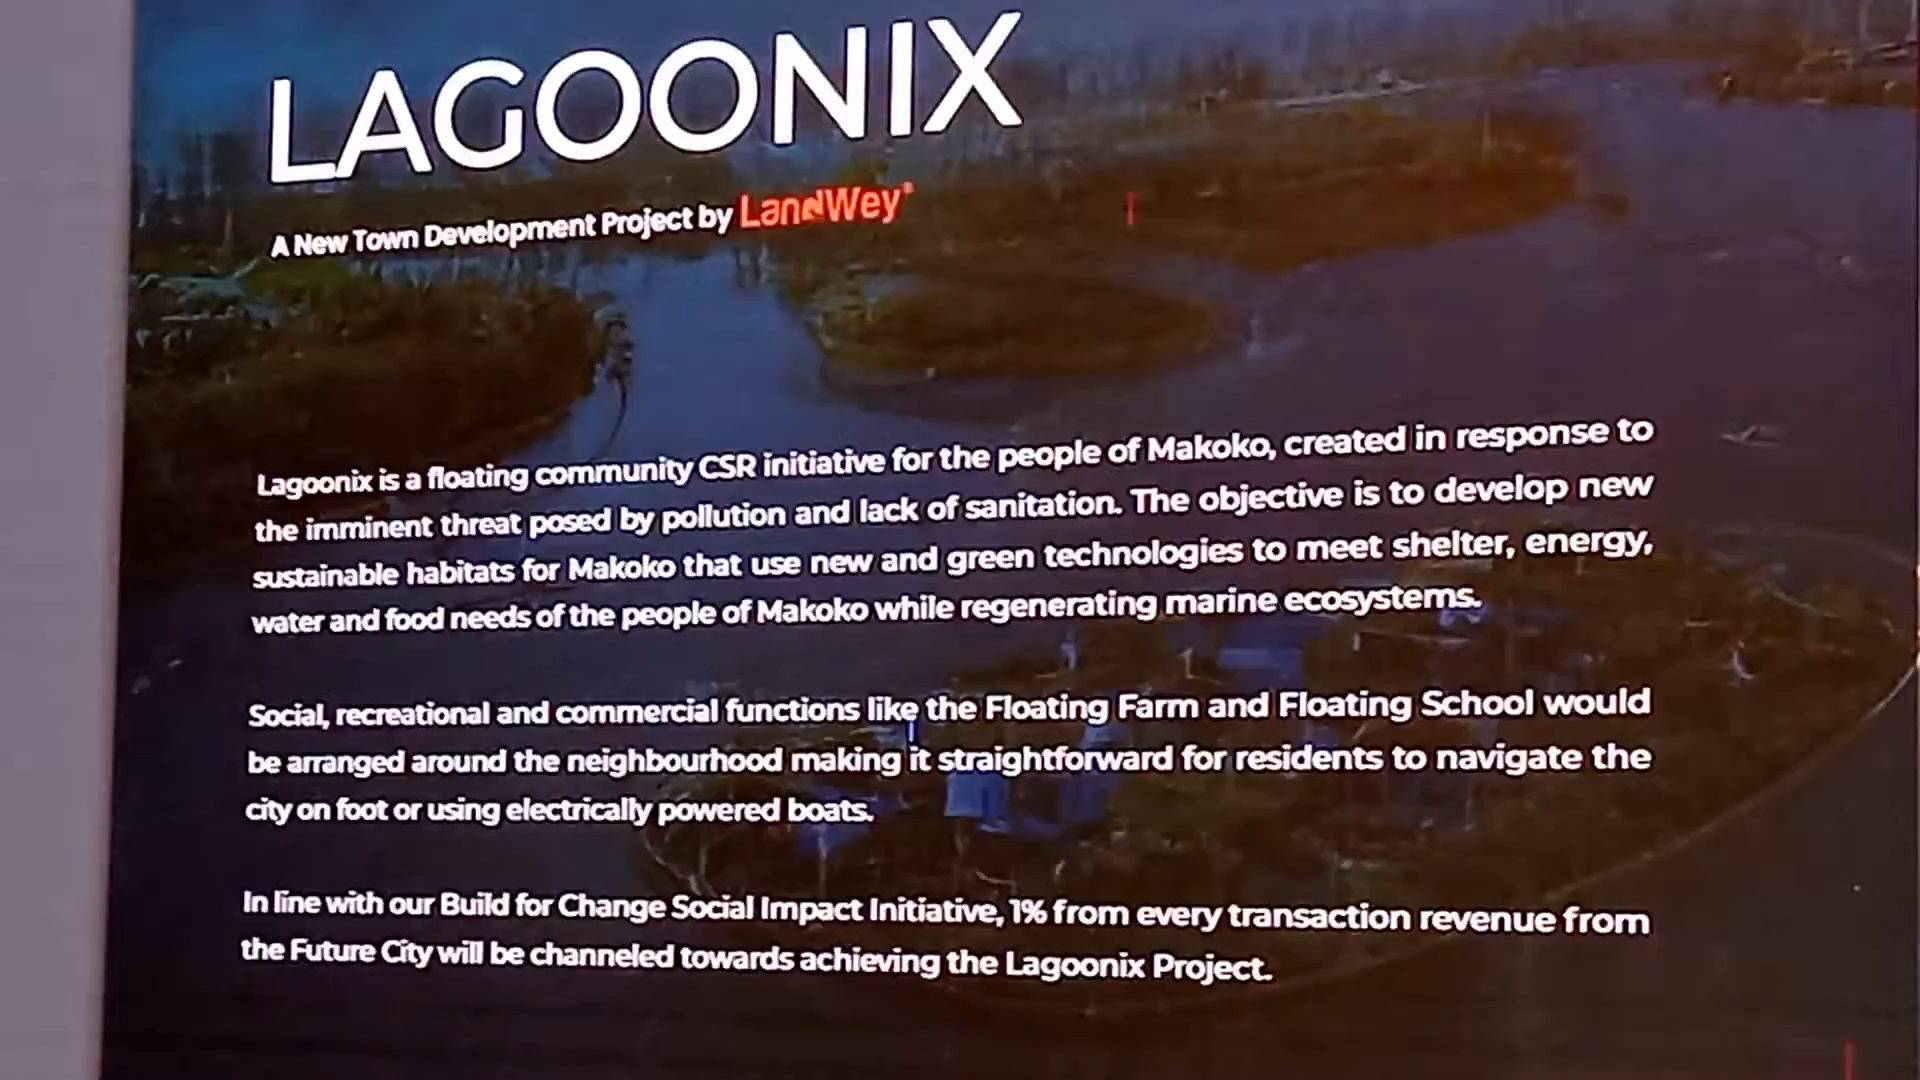 LAGOONIX
A New Town Development Project by LandWey®
Lagoonix is a floating community CSR initiative for the people of Makoko, created in response to
the imminent threat posed by pollution and lack of sanitation. The objective is to develop new
sustainable habitats for Makoko that use new and green technologies to meet shelter, energy,
water and food needs of the people of Makoko while regenerating marine ecosystems.
Social, recreational and commercial functions like the Floating Farm and Floating School would
be arranged around the neighbourhood making it straightforward for residents to navigate the
city on foot or using electrically powered boats.
In line with our Build for Change Social Impact Initiative, 1% from every transaction revenue from
the Future City will be channeled towards achieving the Lagoonix Project.